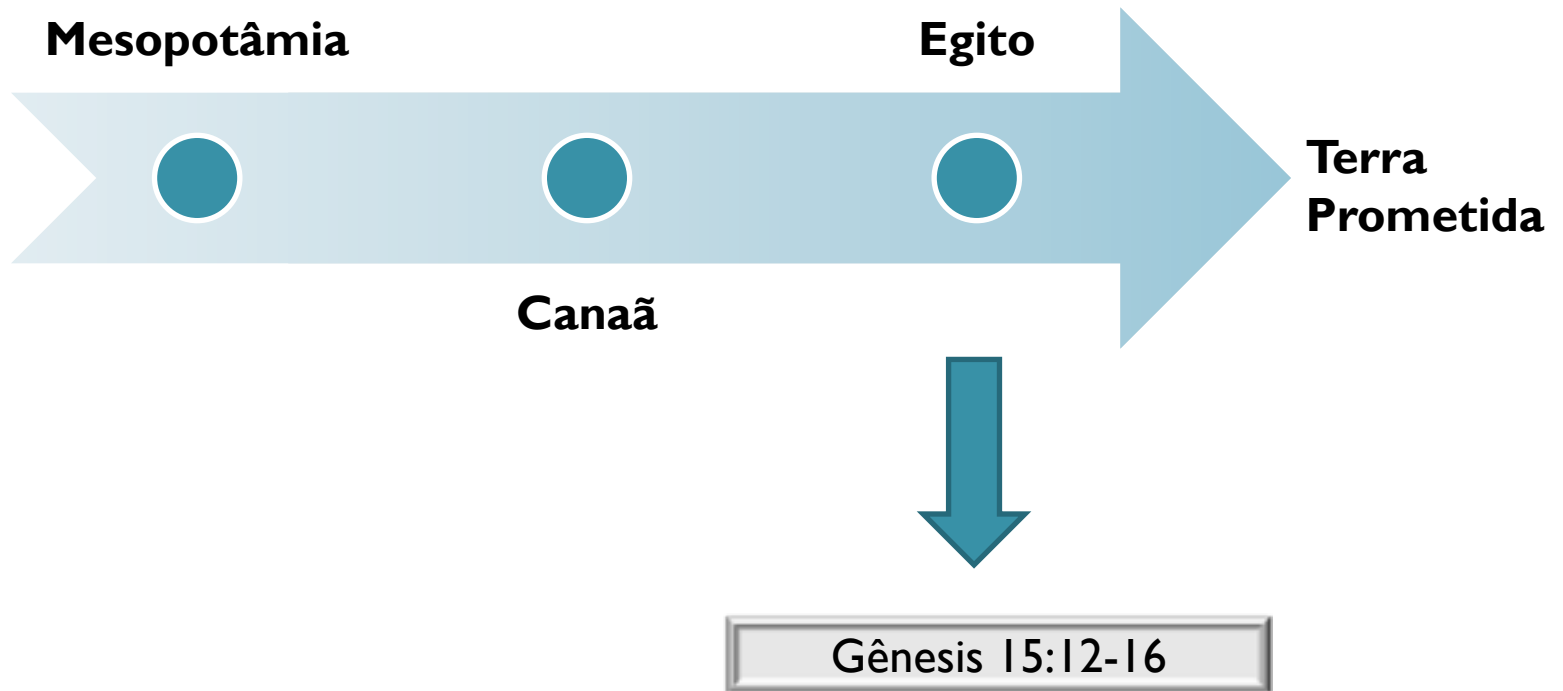 Mesopotâmia
Egito
Terra
Prometida
Canaã
Gênesis 15:12-16